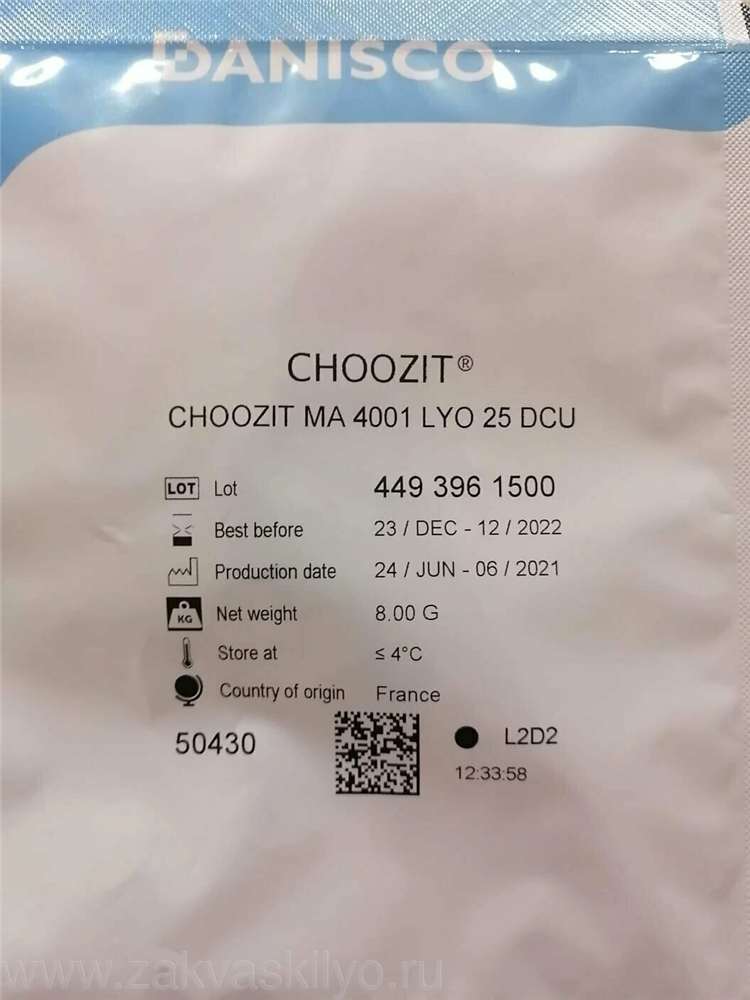 DANISCO
CHOOZIT®
CHOOZIT MA 4001 LYO 25 DCU
LOT Lot 449 396 1500
Best before 23 / DEC - 12 / 2022
Production date 24 / JUN - 06 / 2021
KG Net weight 8.00 G
Store at ≤ 4°C
Country of origin France
50430 L2D2
12:33:58
www.zakvaskilyo.ru